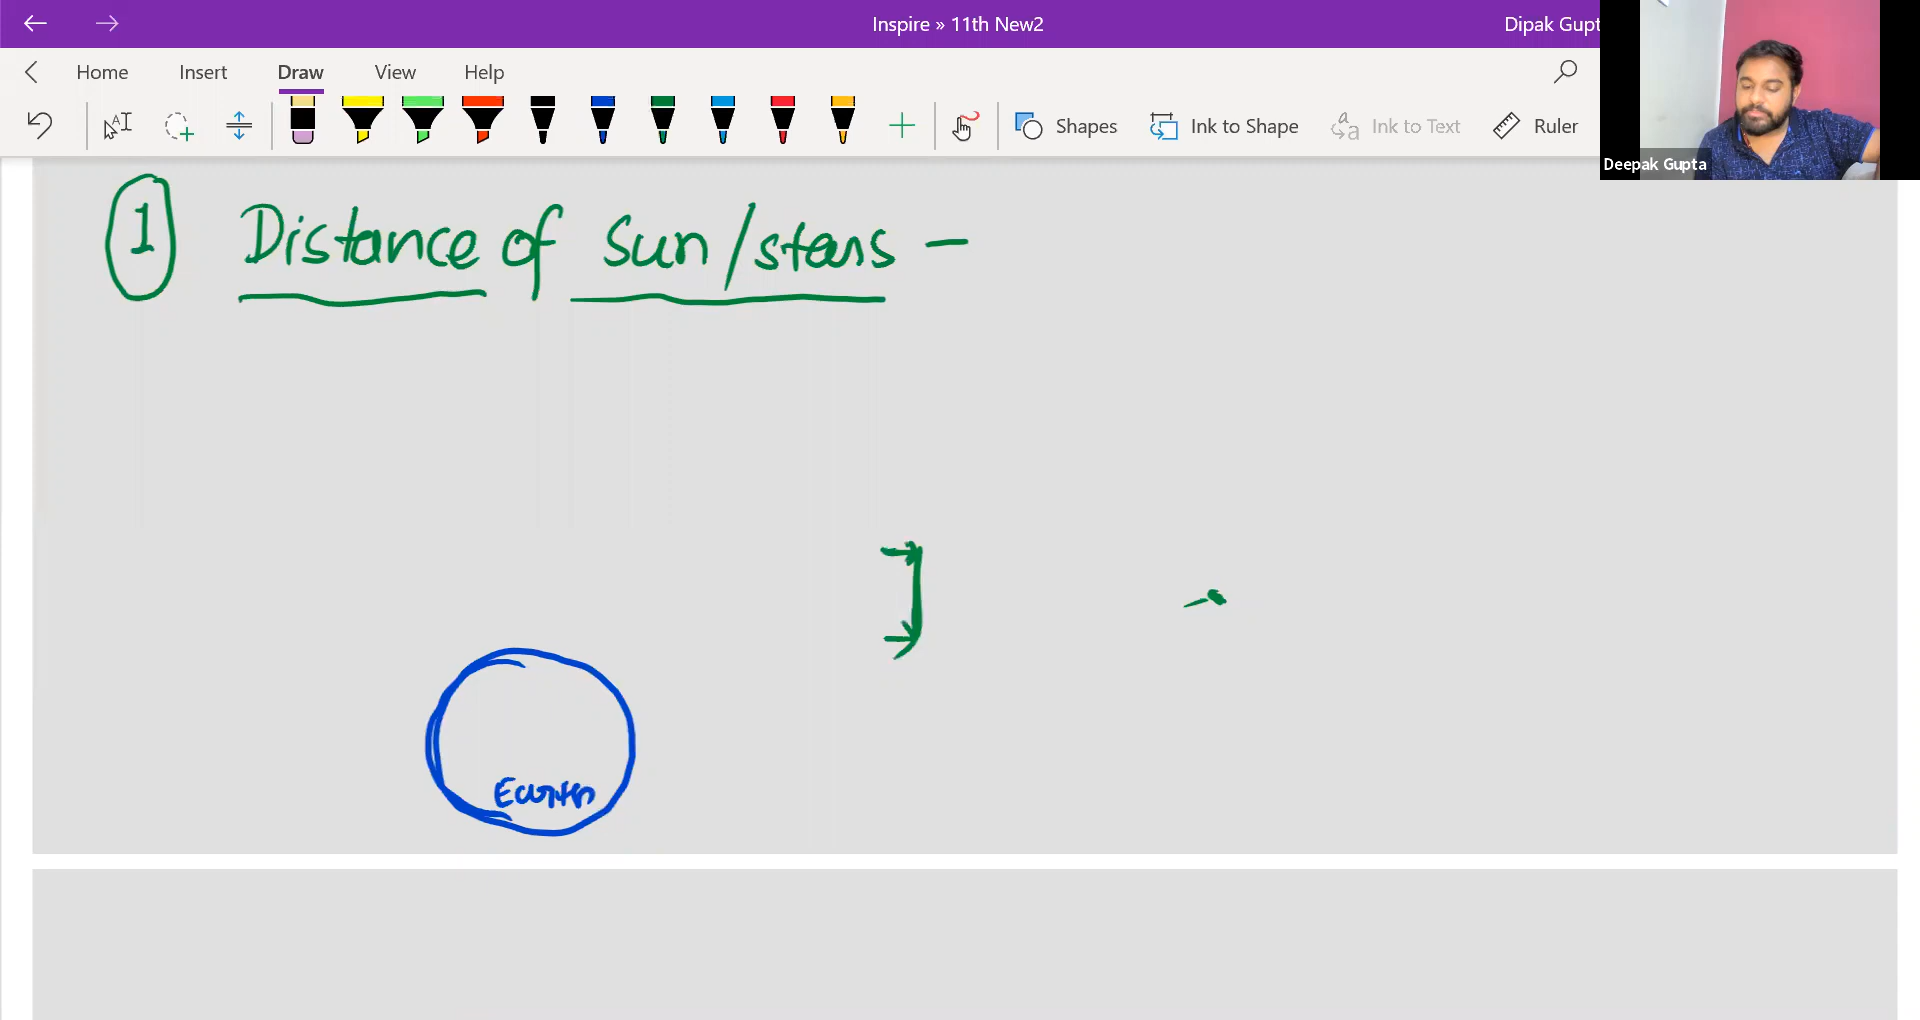 Inspire » 11th New2
Dipak Gupt
Home Insert Draw View Help
Shapes Ink to Shape Ink to Text Ruler
Deepak Gupta
1 Distance of sun/stars –
Earth